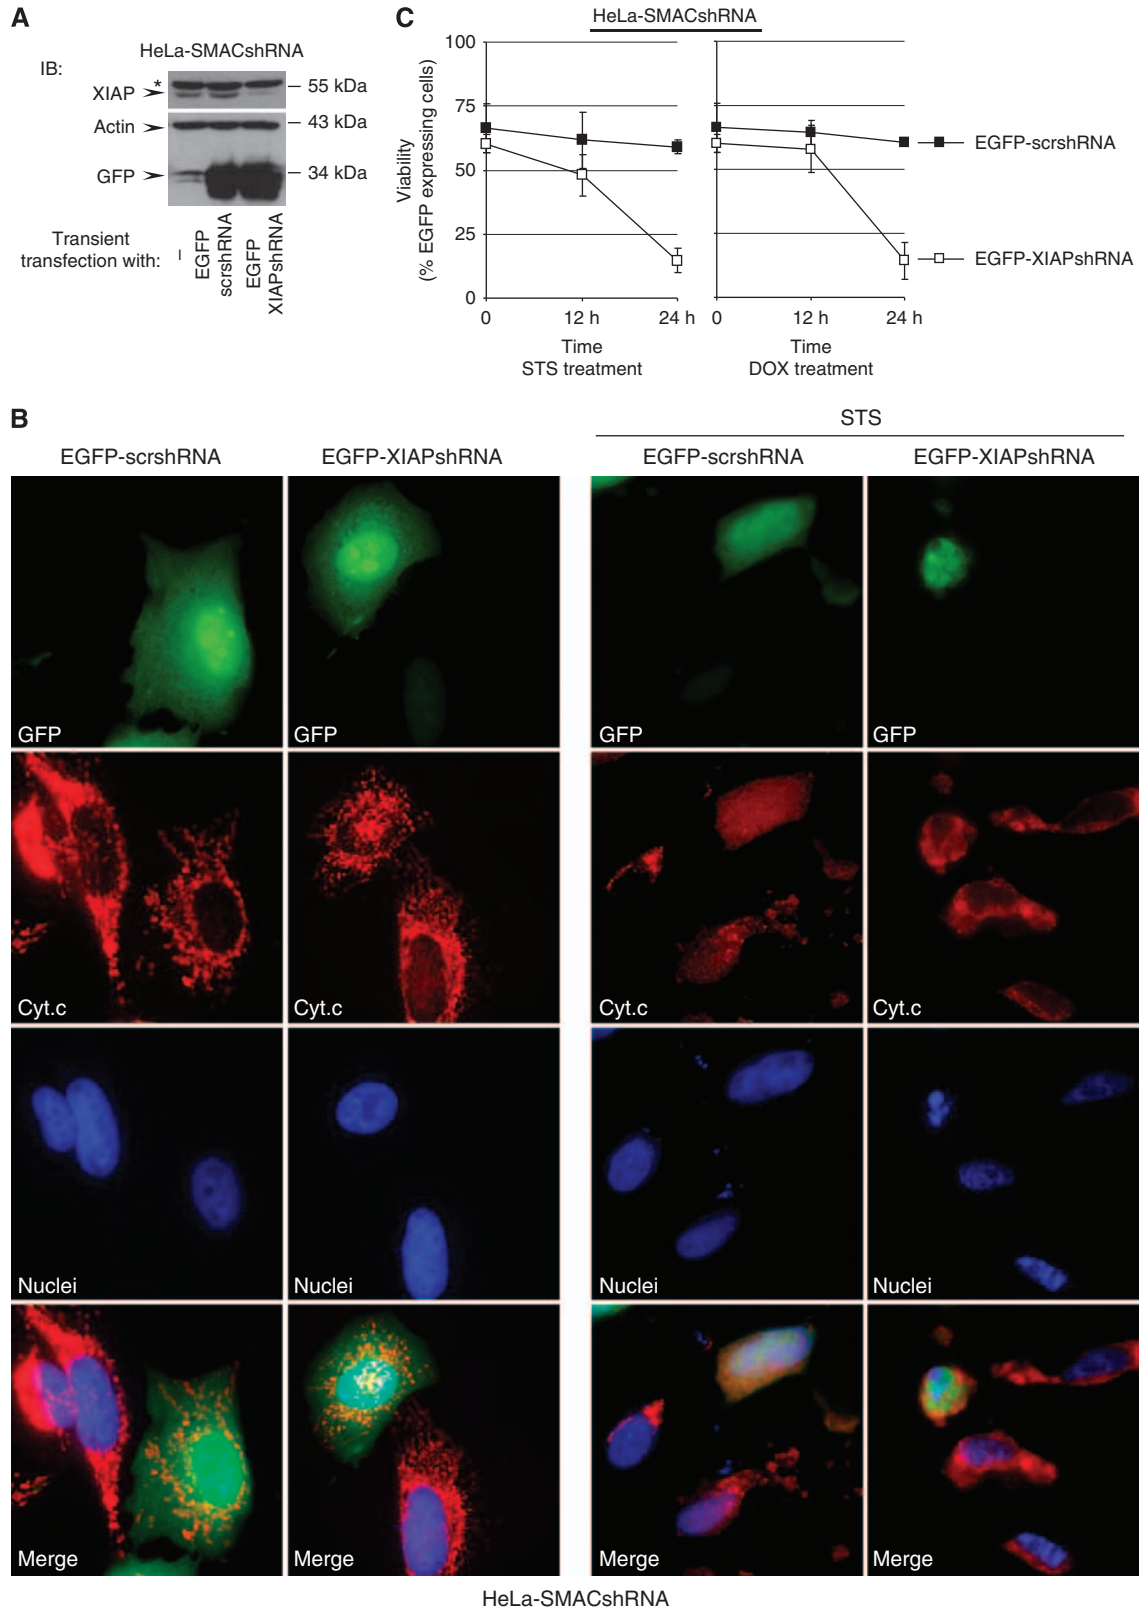 A
HeLa-SMACshRNA
IB:
*
XIAP
55 kDa
Actin
43 kDa
GFP
34 kDa
Transient
transfection with:
–
EGFP
scrshRNA
EGFP
XIAPshRNA
C
HeLa-SMACshRNA
Viability
(% EGFP expressing cells)
100
75
50
25
0
0
12 h
24 h
Time
STS treatment
0
12 h
24 h
Time
DOX treatment
EGFP-scrshRNA
EGFP-XIAPshRNA
B
STS
EGFP-scrshRNA
EGFP-XIAPshRNA
EGFP-scrshRNA
EGFP-XIAPshRNA
GFP
GFP
GFP
GFP
Cyt.c
Cyt.c
Cyt.c
Cyt.c
Nuclei
Nuclei
Nuclei
Nuclei
Merge
Merge
Merge
Merge
HeLa-SMACshRNA